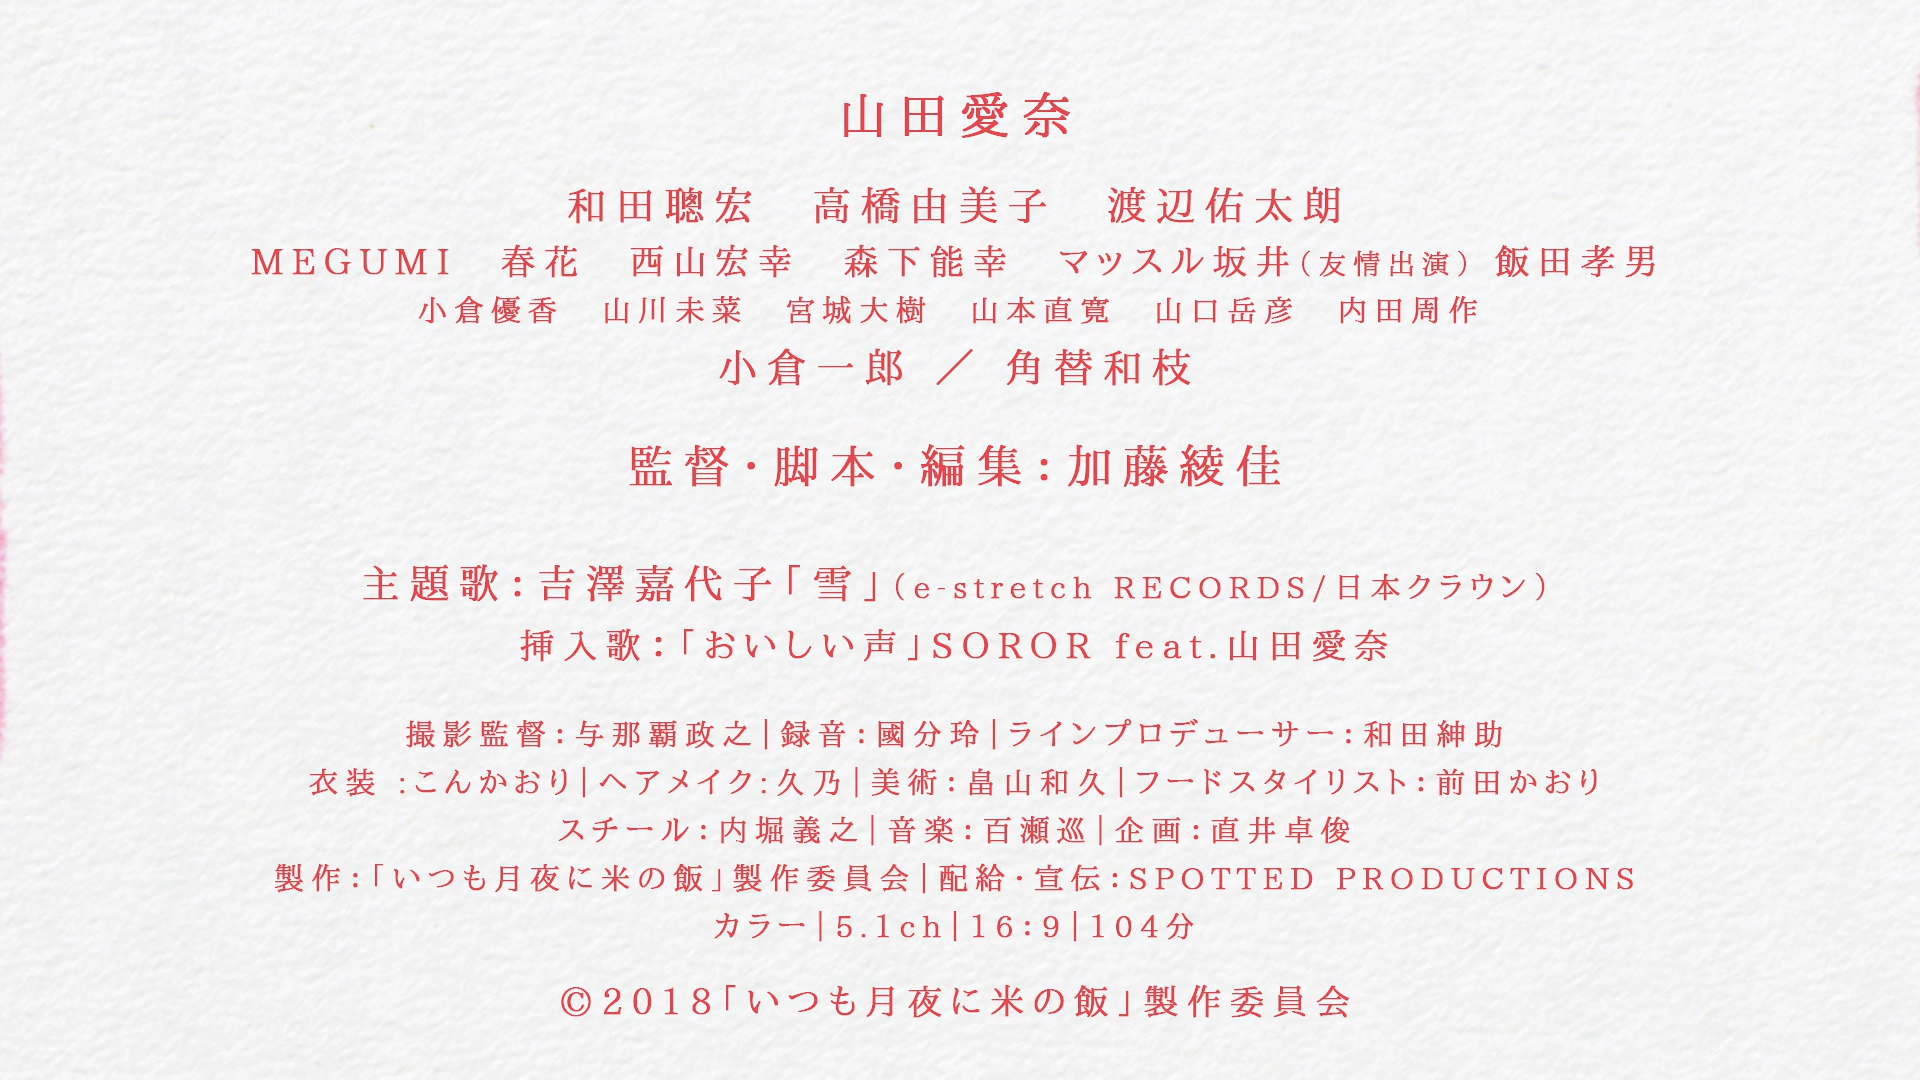 山田愛奈
和田聰宏　高橋由美子　渡辺佑太朗
MEGUMI　春花　西山宏幸　森下能幸　マッスル坂井（友情出演）飯田孝男
小倉優香　山川未菜　宮城大樹　山本直寛　山口岳彦　内田周作
小倉一郎 ／ 角替和枝
監督・脚本・編集：加藤綾佳
主題歌：吉澤嘉代子「雪」（e-stretch RECORDS/日本クラウン）
挿入歌：「おいしい声」SOROR feat.山田愛奈
撮影監督：与那覇政之|録音：國分玲|ラインプロデューサー：和田紳助
衣装 :こんかおり|ヘアメイク:久乃|美術：畠山和久|フードスタイリスト：前田かおり
スチール：内堀義之|音楽：百瀬巡|企画：直井卓俊
製作：「いつも月夜に米の飯」製作委員会|配給・宣伝：SPOTTED PRODUCTIONS
カラー|5.1ch|16：9|104分
©2018「いつも月夜に米の飯」製作委員会